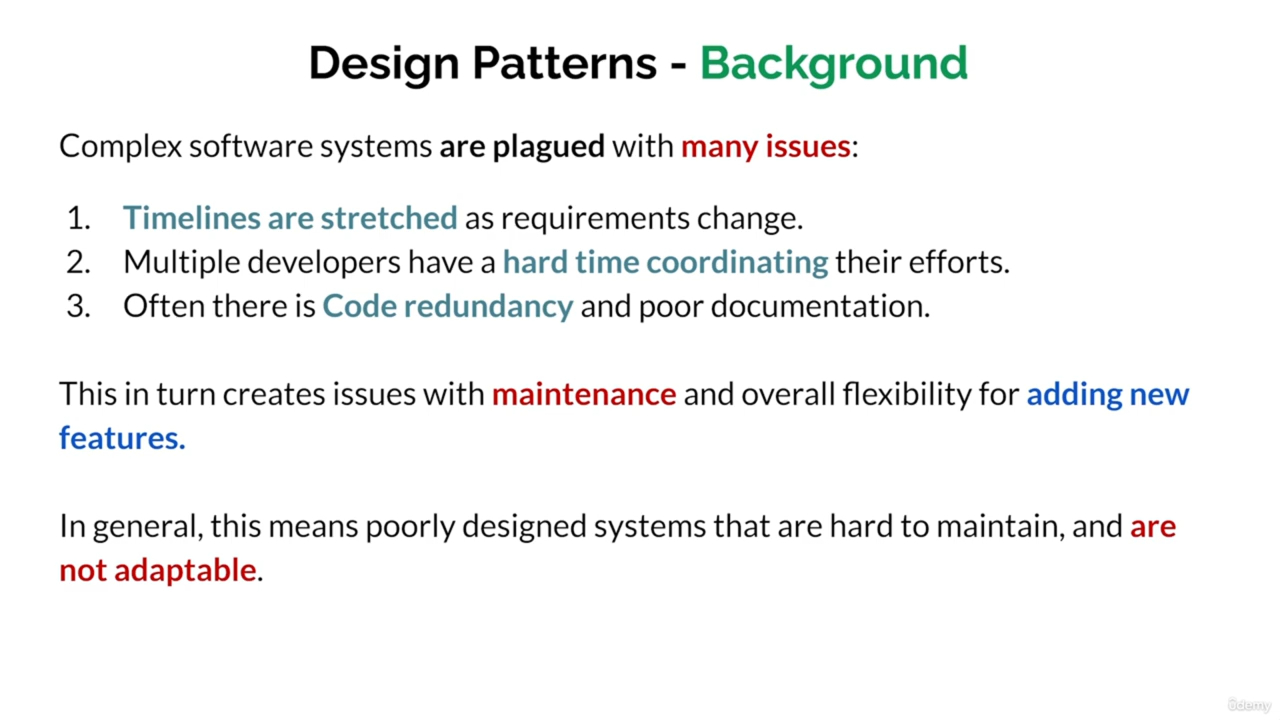 Design Patterns - Background
Complex software systems are plagued with many issues:
1. Timelines are stretched as requirements change.
2. Multiple developers have a hard time coordinating their efforts.
3. Often there is Code redundancy and poor documentation.
This in turn creates issues with maintenance and overall flexibility for adding new
features.
In general, this means poorly designed systems that are hard to maintain, and are
not adaptable.
ûdemy